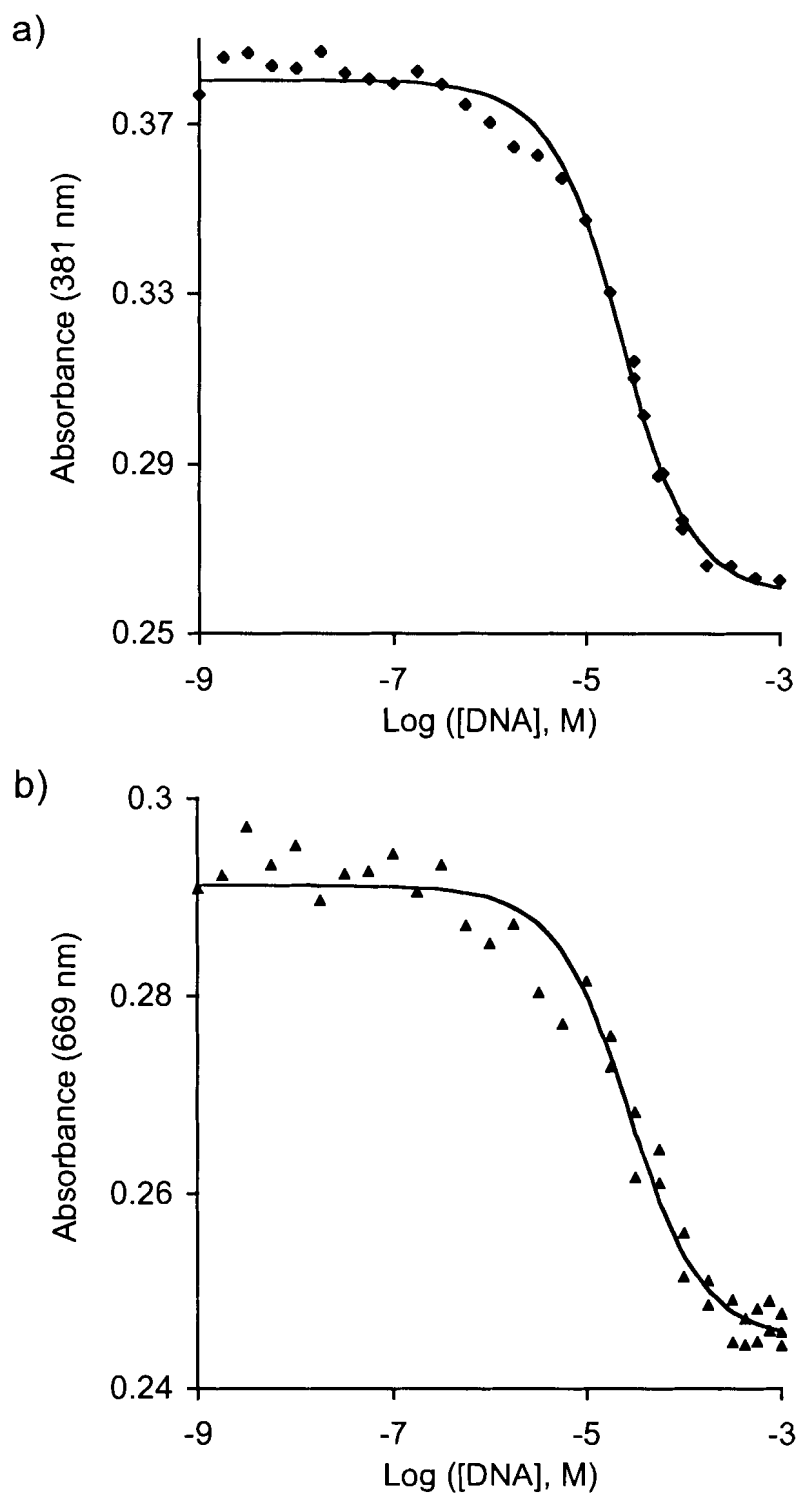 a)
Absorbance (381 nm)
0.37
0.33
0.29
0.25
-9 -7 -5 -3
Log ([DNA], M)
b)
Absorbance (669 nm)
0.3
0.28
0.26
0.24
-9 -7 -5 -3
Log ([DNA], M)